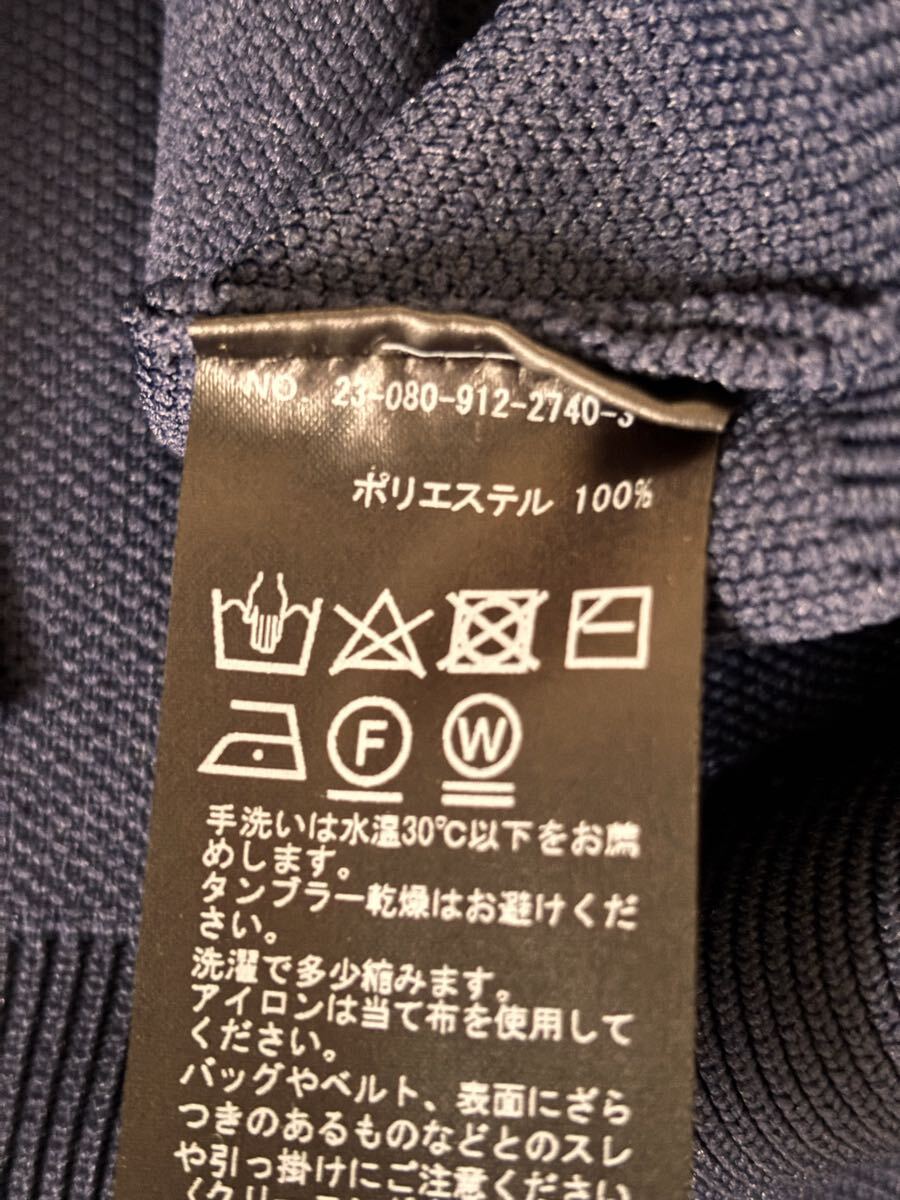 NO. 23-080-912-2740-3
ポリエステル 100%
F W
手洗いは水温30℃以下をお薦
めします。
タンブラー乾燥はお避けくだ
さい。
洗濯で多少縮みます。
アイロンは当て布を使用して
ください。
バッグやベルト、表面にざら
つきのあるものなどとのスレ
や引っ掛けにご注意ください